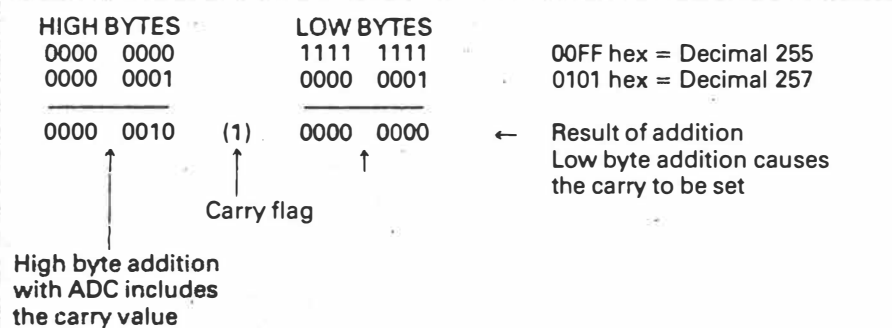 HIGH BYTES LOW BYTES
0000 0000 1111 1111 00FF hex = Decimal 255
0000 0001 0000 0001 0101 hex = Decimal 257
0000 0010 (1) 0000 0000 ← Result of addition
Low byte addition causes
the carry to be set
Carry flag
High byte addition
with ADC includes
the carry value